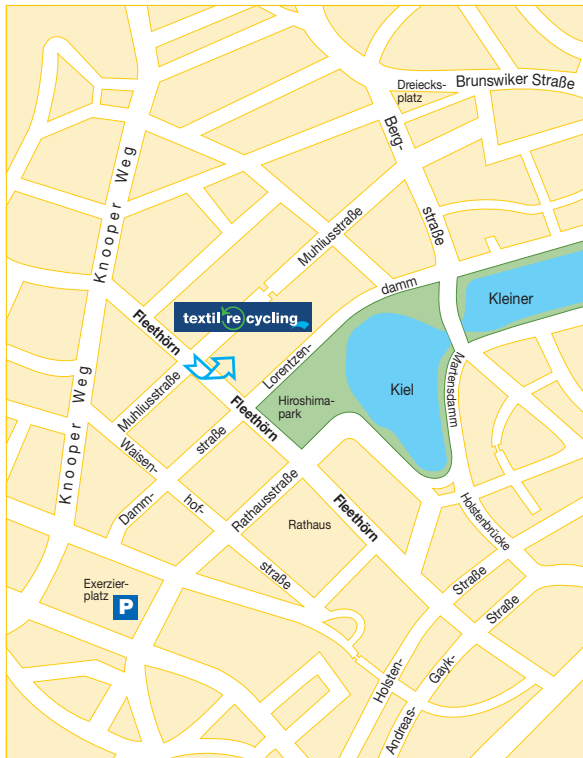 Dreiecks-
platz
Brunswiker Straße
Berg-
straße
Knooper Weg
Muhliusstraße
damm
Kleiner
Kiel
textil re cycling
Fleethörn
Lorentzen-
Martensdamm
Hiroshima-
park
Muhliusstraße
Fleethörn
Knooper Weg
Waisen-
hof-
straße
Damm-
straße
Rathausstraße
Rathaus
Fleethörn
Holstenbrücke
Exerzier-
platz
P
Holsten-
Straße
Andreas-
Gayk-
Straße